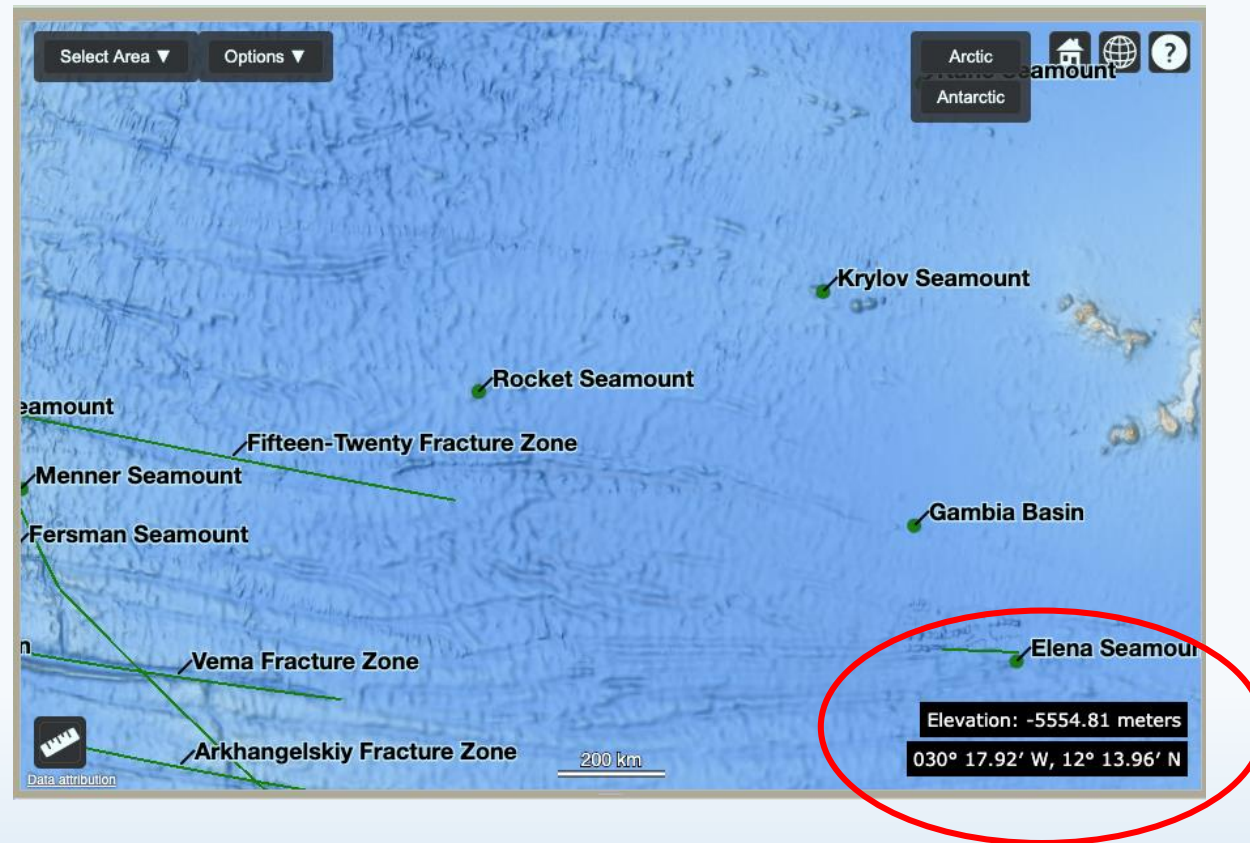 Select Area ▼
Options ▼
Arctic
Antarctic
?
Seamount
Krylov Seamount
Rocket Seamount
eamount
Fifteen-Twenty Fracture Zone
Menner Seamount
Gambia Basin
Fersman Seamount
Elena Seamoun
n
Vema Fracture Zone
Elevation: -5554.81 meters
Arkhangelskiy Fracture Zone
200 km
030° 17.92′ W, 12° 13.96′ N
Data attribution